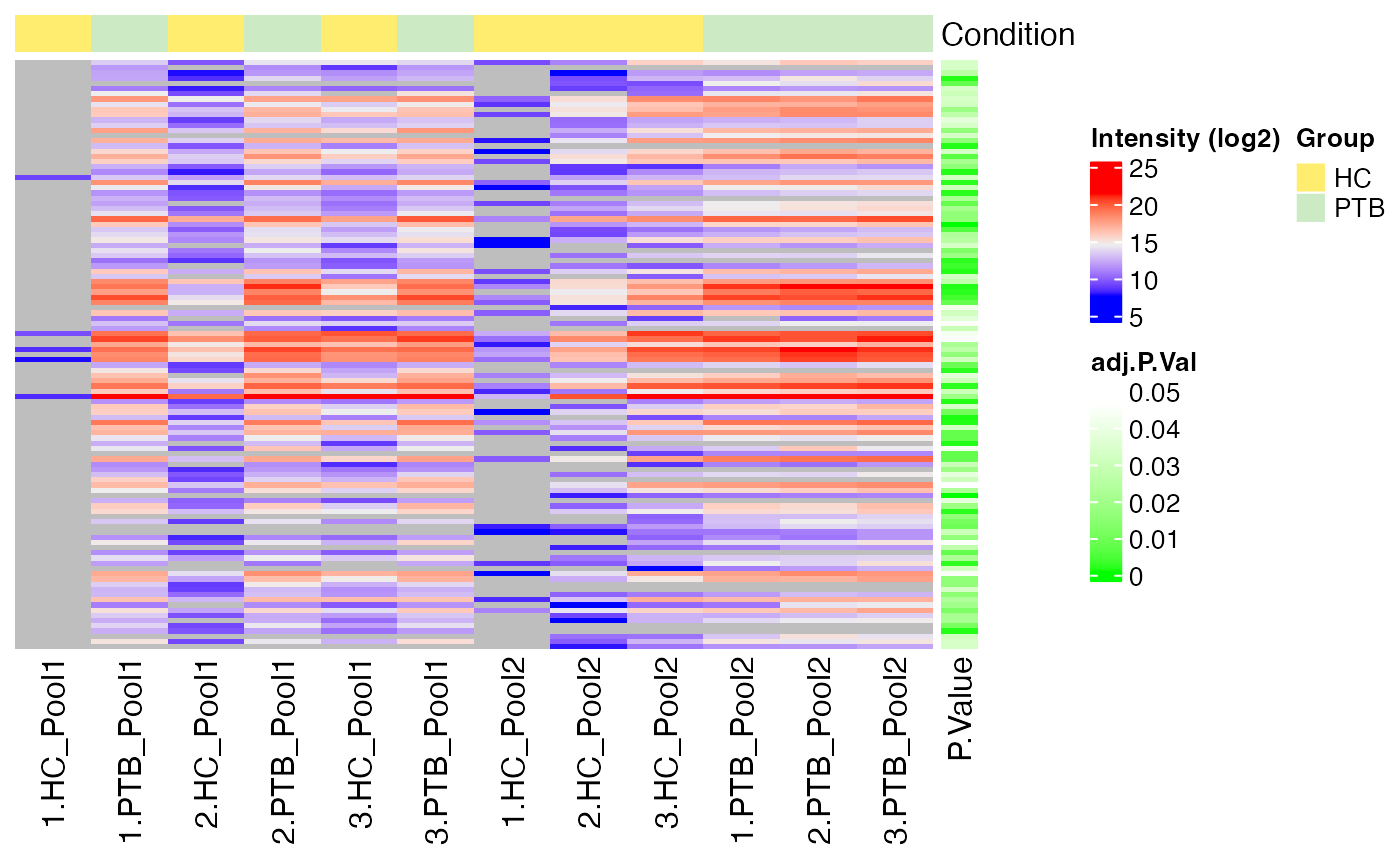 Condition
Intensity (log2)
25
20
15
10
5
Group
HC
PTB
adj.P.Val
0.05
0.04
0.03
0.02
0.01
0
1.HC_Pool1
1.PTB_Pool1
2.HC_Pool1
2.PTB_Pool1
3.HC_Pool1
3.PTB_Pool1
1.HC_Pool2
2.HC_Pool2
3.HC_Pool2
1.PTB_Pool2
2.PTB_Pool2
3.PTB_Pool2
P.Value